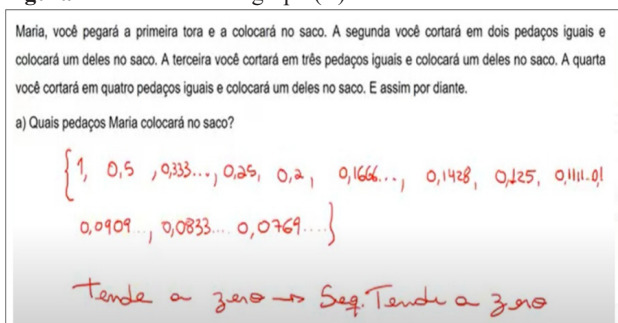 Maria, você pegará a primeira tora e a colocará no saco. A segunda você cortará em dois pedaços iguais e
colocará um deles no saco. A terceira você cortará em três pedaços iguais e colocará um deles no saco. A quarta
você cortará em quatro pedaços iguais e colocará um deles no saco. E assim por diante.
a) Quais pedaços Maria colocará no saco?
{1, 0,5 , 0,333..., 0,25, 0,2, 0,1666..., 0,1428, 0,125, 0,1111..0,1
0,0909..., 0,0833.... 0,0769....}
Tende a zero → Seq. Tende a zero